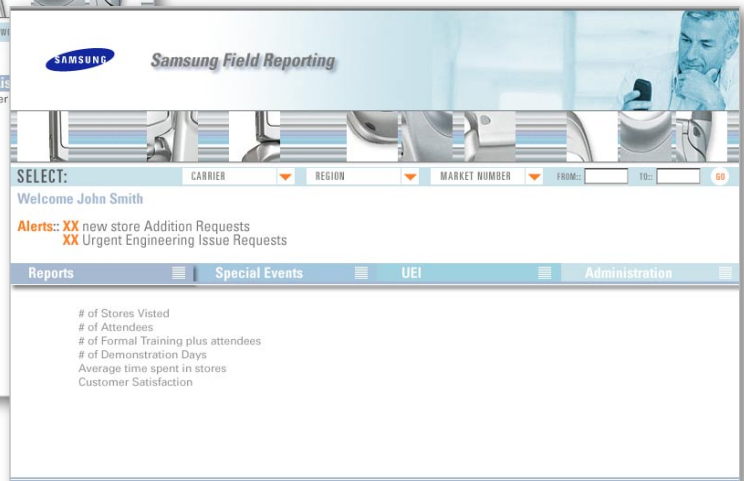 SAMSUNG
Samsung Field Reporting
SELECT: CARRIER REGION MARKET NUMBER FROM:: TO:: GO
Welcome John Smith
Alerts:: XX new store Addition Requests
XX Urgent Engineering Issue Requests
Reports Special Events UEI Administration
# of Stores Visted
# of Attendees
# of Formal Training plus attendees
# of Demonstration Days
Average time spent in stores
Customer Satisfaction